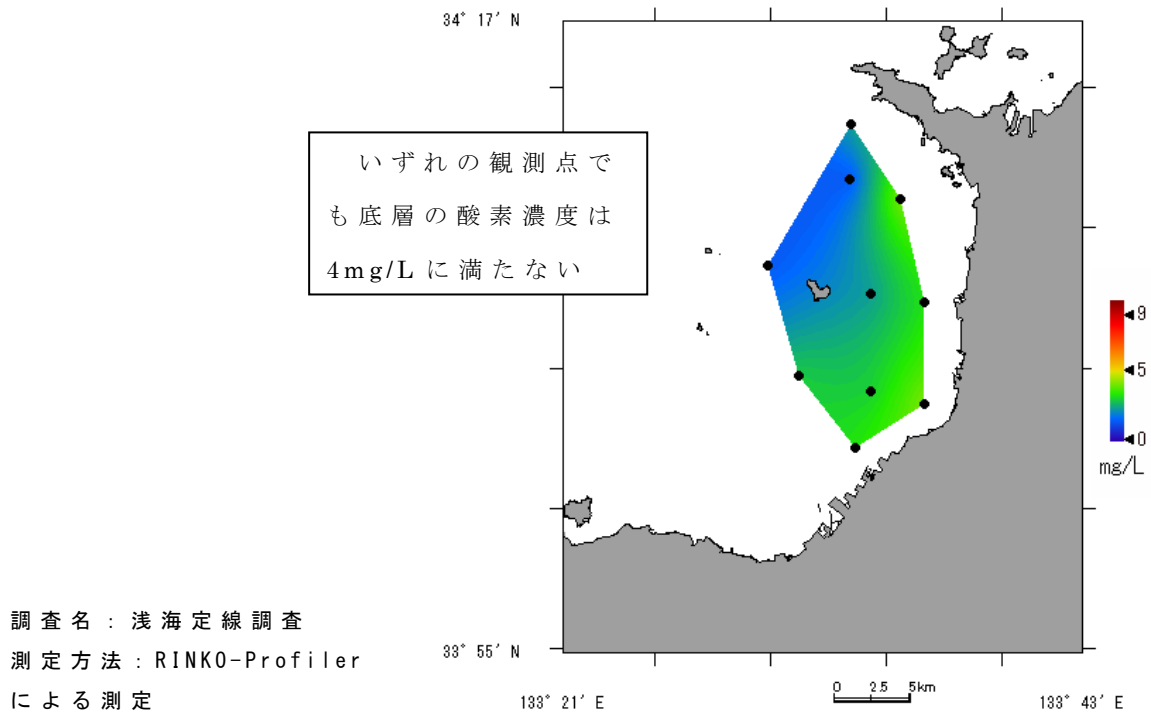 34° 17′ N
いずれの観測点で
も底層の酸素濃度は
4mg/Lに満たない
9
5
0
mg/L
調査名：浅海定線調査
測定方法：RINKO-Profiler
による測定
33° 55′ N
0 2.5 5km
133° 21′ E
133° 43′ E